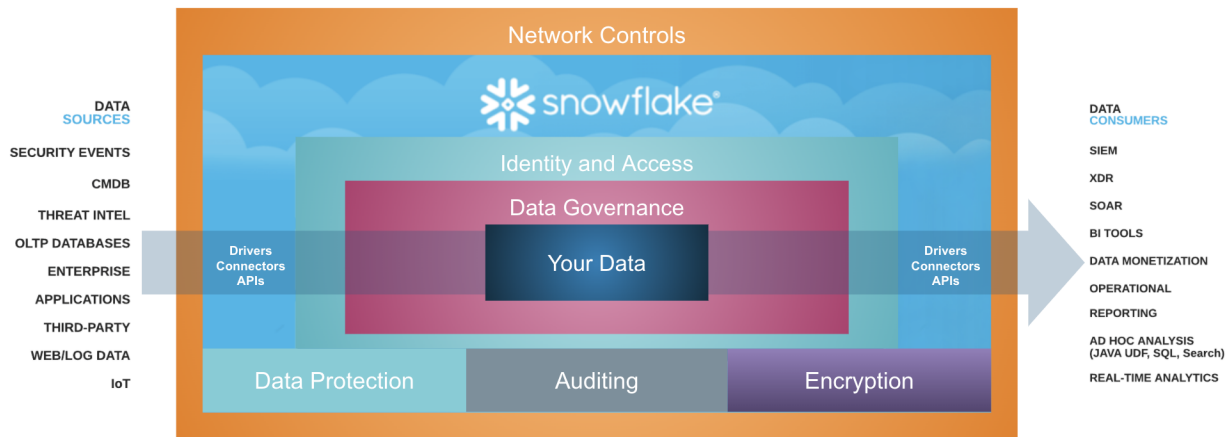 Network Controls
snowflake®
Identity and Access
Data Governance
Your Data
DATA
SOURCES
SECURITY EVENTS
CMDB
THREAT INTEL
OLTP DATABASES
ENTERPRISE
APPLICATIONS
THIRD-PARTY
WEB/LOG DATA
IoT
Drivers
Connectors
APIs
Drivers
Connectors
APIs
DATA
CONSUMERS
SIEM
XDR
SOAR
BI TOOLS
DATA MONETIZATION
OPERATIONAL
REPORTING
AD HOC ANALYSIS
(JAVA UDF, SQL, Search)
REAL-TIME ANALYTICS
Data Protection
Auditing
Encryption